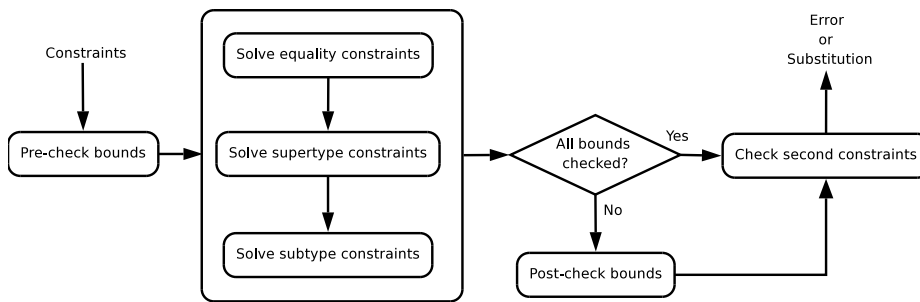 Constraints
Pre-check bounds
Solve equality constraints
Solve supertype constraints
Solve subtype constraints
All bounds
checked?
Yes
No
Post-check bounds
Check second constraints
Error
or
Substitution